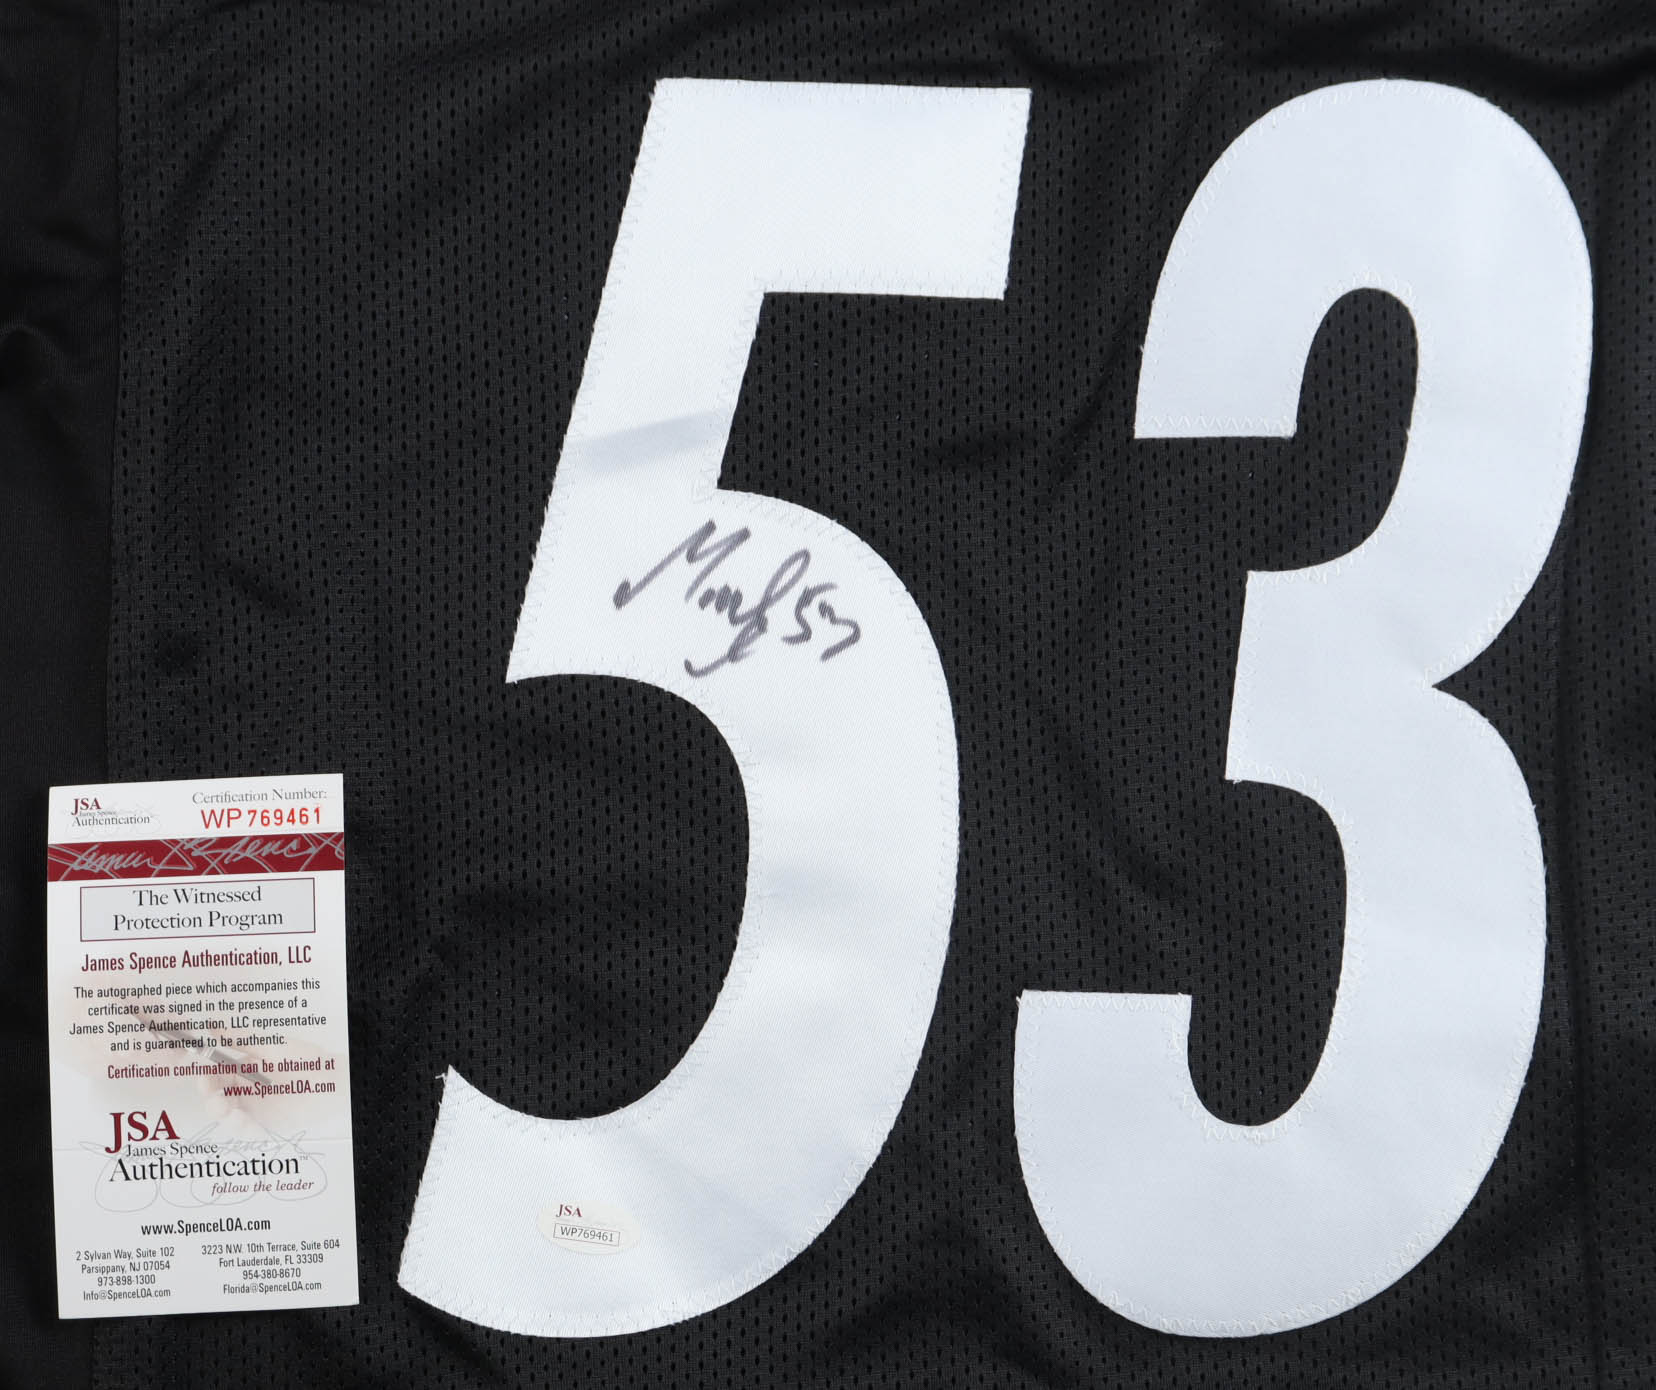 53
53
JSA
James Spence
Authentication
Certification Number:
WP769461
The Witnessed
Protection Program
James Spence Authentication, LLC
The autographed piece which accompanies this
certificate was signed in the presence of a
James Spence Authentication, LLC representative
and is guaranteed to be authentic.
Certification confirmation can be obtained at
www.SpenceLOA.com
JSA
James Spence
Authentication™
follow the leader
www.SpenceLOA.com
2 Sylvan Way, Suite 102
Parsippany, NJ 07054
973-898-1300
Info@SpenceLOA.com
3223 N.W. 10th Terrace, Suite 604
Fort Lauderdale, FL 33309
954-380-8670
Florida@SpenceLOA.com
JSA
WP769461